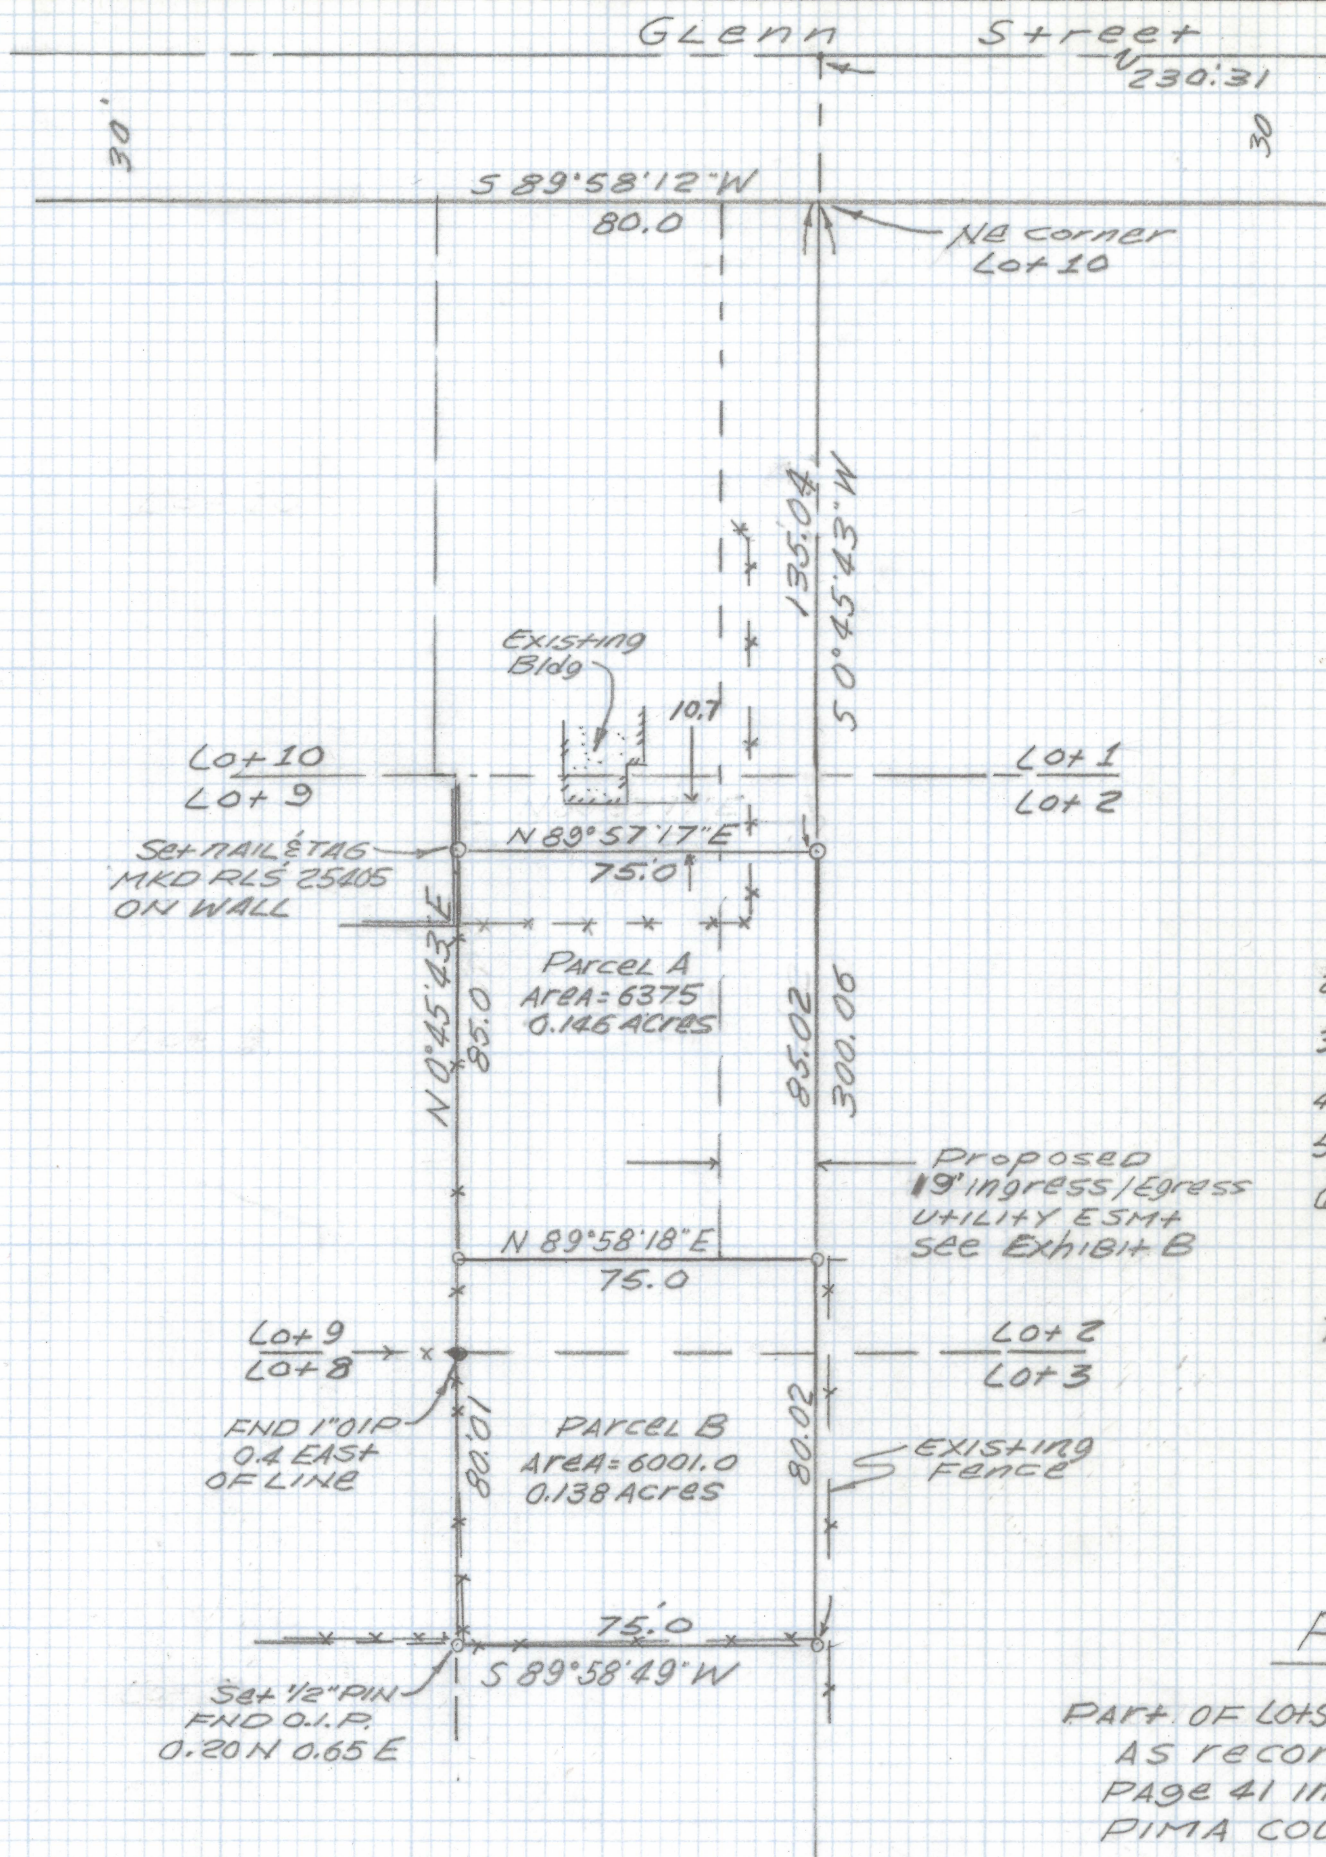 Glenn Street
230.31
30'
30
S 89°58'12"W
80.0
NE corner
Lot 10
135.04
S 0°45'43"W
Existing
Bldg
10.7
Lot 10
Lot 9
Lot 1
Lot 2
N 89°57'17"E
75.0
Set NAIL & TAG
MKD RLS 25405
ON WALL
N 0°45'43"E
85.0
Parcel A
Area = 6375
0.146 Acres
85.02
300.06
Proposed
19' ingress/Egress
UTILITY ESMT
See Exhibit B
N 89°58'18"E
75.0
Lot 9
Lot 8
Lot 2
Lot 3
FND 1" OIP
0.4 EAST
OF LINE
80.01
Parcel B
Area = 6001.0
0.138 Acres
80.02
Existing
Fence
75.0
S 89°58'49"W
Set 1/2" PIN
FND O.I.P.
0.20 N 0.65 E
3
4
5
Part OF Lots
As recor
Page 41 in
PIMA COU